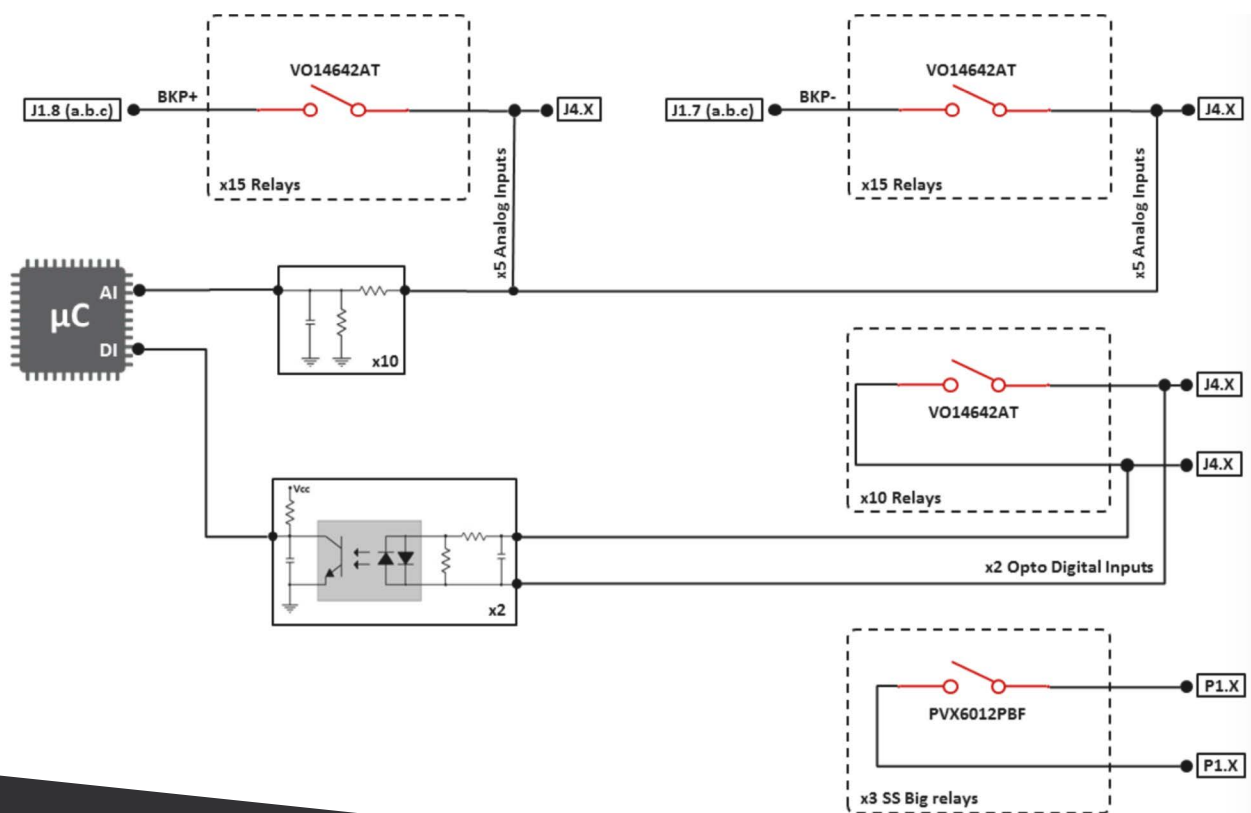 VO14642AT
J1.8 (a.b.c)
BKP+
J4.X
x15 Relays
x5 Analog Inputs
VO14642AT
J1.7 (a.b.c)
BKP-
J4.X
x15 Relays
x5 Analog Inputs
µC
AI
DI
x10
J4.X
VO14642AT
J4.X
x10 Relays
Vcc
x2
x2 Opto Digital Inputs
P1.X
PVX6012PBF
P1.X
x3 SS Big relays